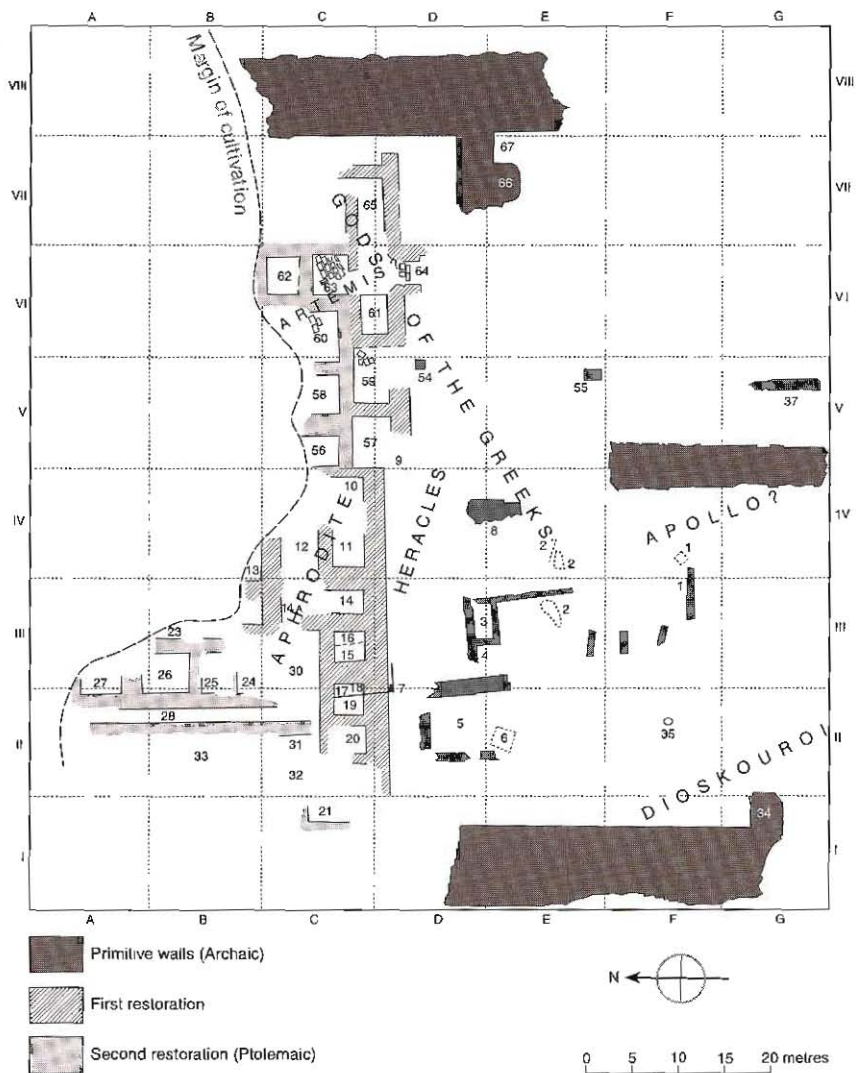 A B C D E F G
VIII VIII
Margin of cultivation
67
66
VII VII
65
GODS
OF THE GREEKS
62
63
64
ARTEMIS
VI VI
61
60
59
54
55
37
58
V V
56
57
9
10
HERACLES
APHRODITE
APOLLO?
IV IV
12
11
8
2
2
1
13
1
14
3
2
III III
23
16
4
15
30
27
26
25
24
17
18
7
19
28
5
6
35
II II
33
31
20
32
DIOSKOUROI
21
34
I I
A B C D E F G
Primitive walls (Archaic)
N
First restoration
Second restoration (Ptolemaic)
0 5 10 15 20 metres